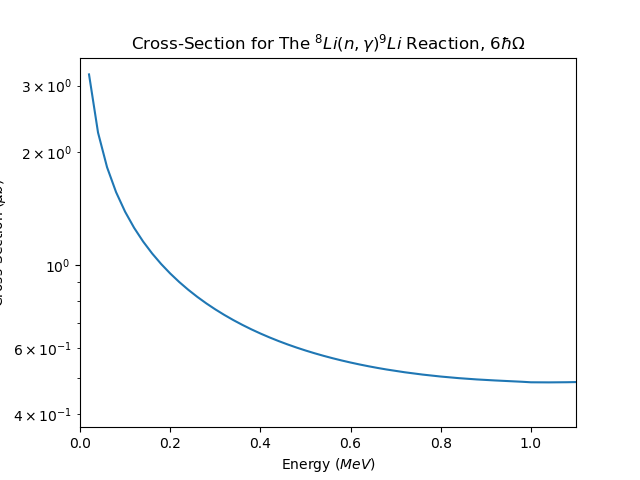 Cross-Section for The ⁸Li(n, γ)⁹Li Reaction, 6ℏΩ
3 × 10⁰
2 × 10⁰
10⁰
6 × 10⁻¹
4 × 10⁻¹
0.0 0.2 0.4 0.6 0.8 1.0
Energy (MeV)